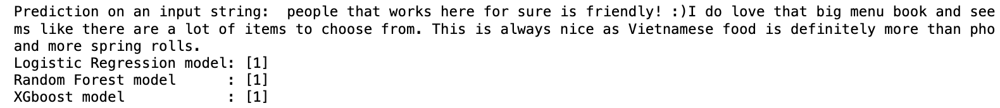 Prediction on an input string:  people that works here for sure is friendly! :)I do love that big menu book and see
ms like there are a lot of items to choose from. This is always nice as Vietnamese food is definitely more than pho
and more spring rolls.
Logistic Regression model: [1]
Random Forest model      : [1]
XGboost model            : [1]